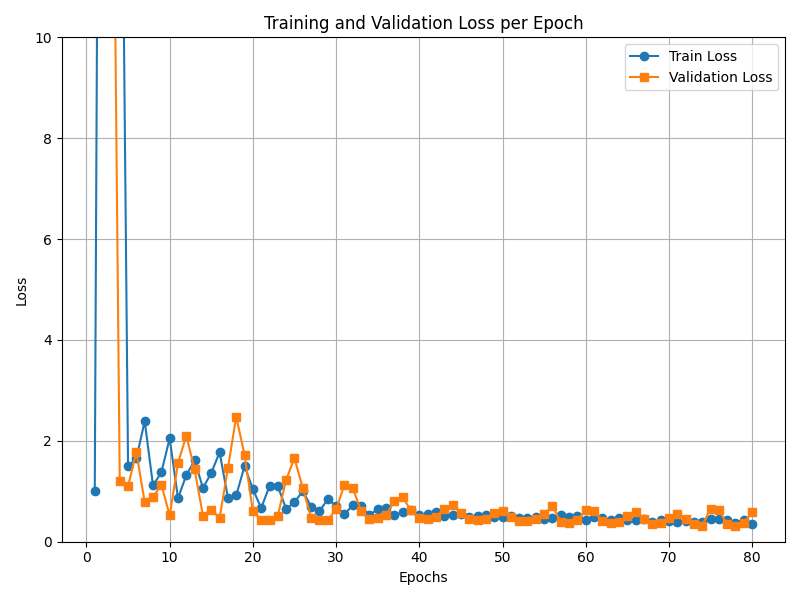 Training and Validation Loss per Epoch
Train Loss
Validation Loss
10
8
6
4
2
0
Loss
0 10 20 30 40 50 60 70 80
Epochs